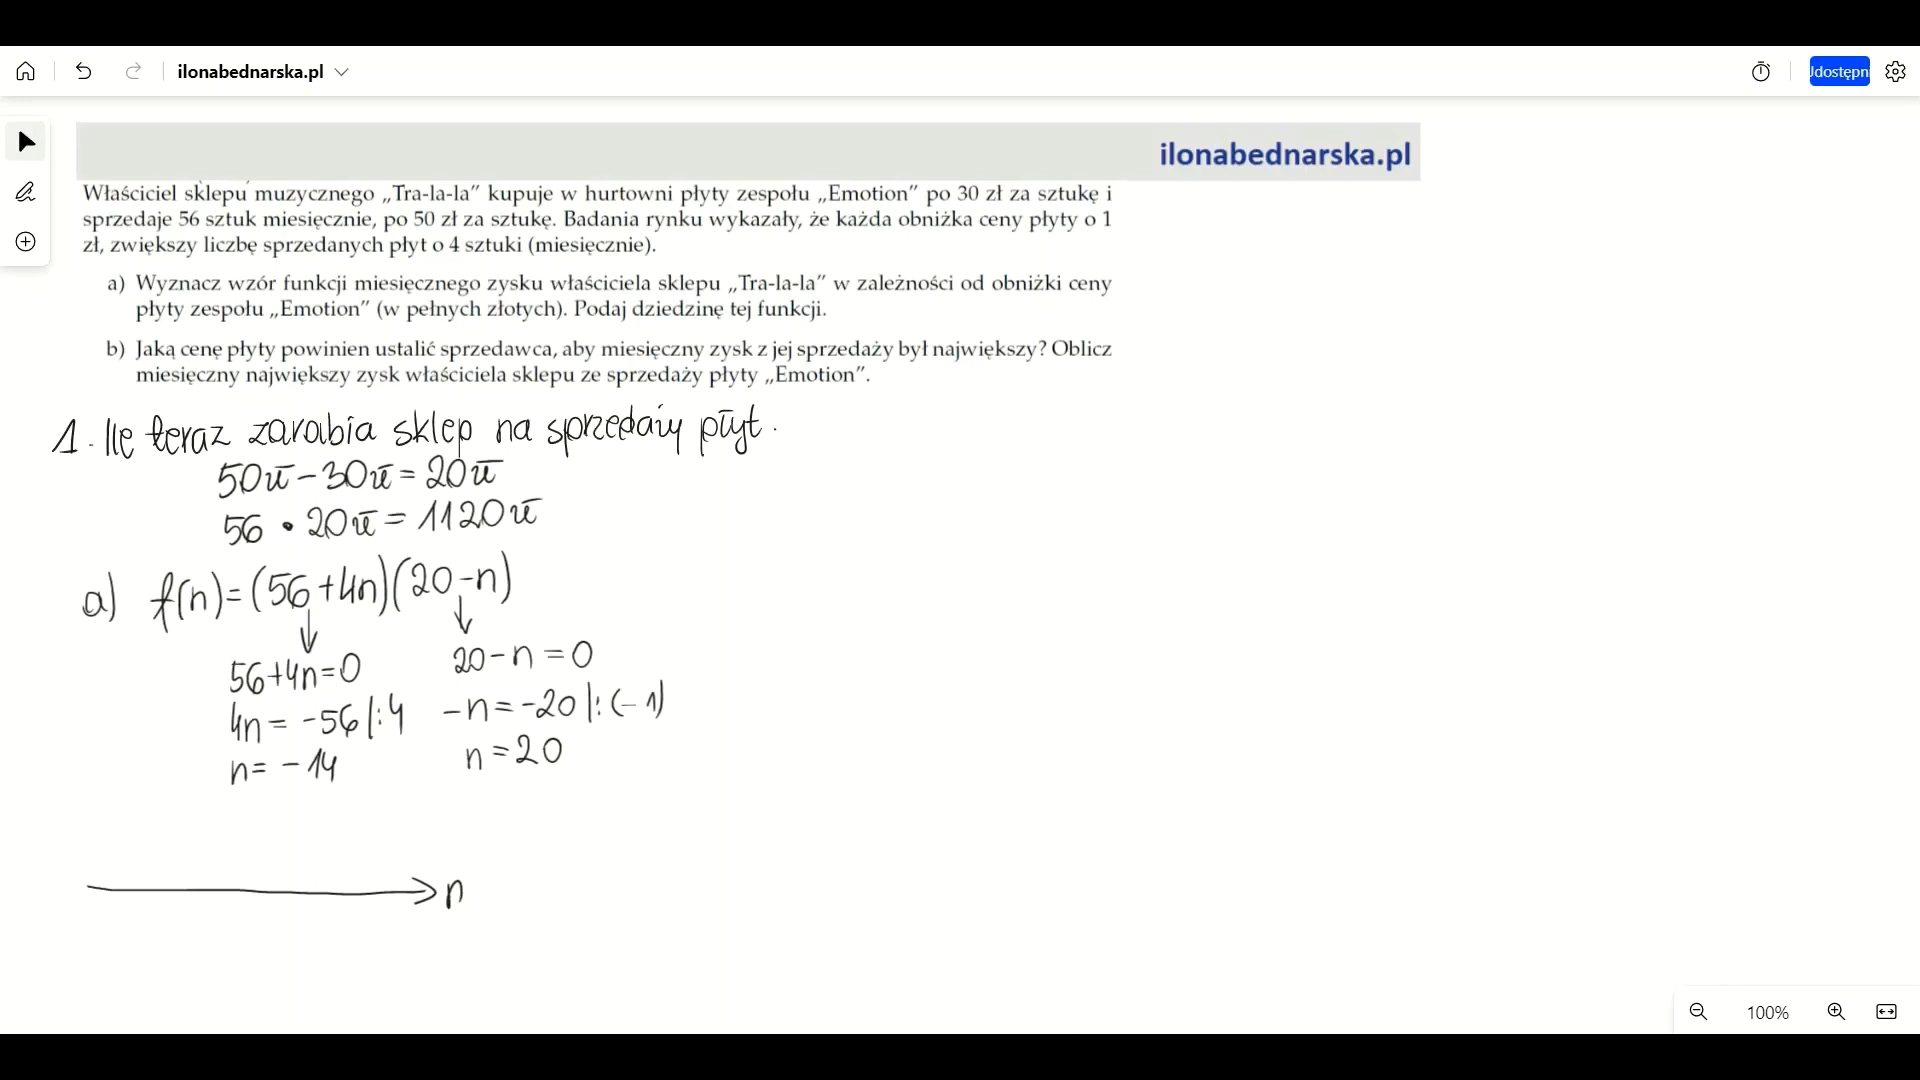 ilonabednarska.pl
Udostępni
ilonabednarska.pl
Właściciel sklepu muzycznego „Tra-la-la” kupuje w hurtowni płyty zespołu „Emotion” po 30 zł za sztukę i
sprzedaje 56 sztuk miesięcznie, po 50 zł za sztukę. Badania rynku wykazały, że każda obniżka ceny płyty o 1
zł, zwiększy liczbę sprzedanych płyt o 4 sztuki (miesięcznie).
a) Wyznacz wzór funkcji miesięcznego zysku właściciela sklepu „Tra-la-la” w zależności od obniżki ceny
płyty zespołu „Emotion” (w pełnych złotych). Podaj dziedzinę tej funkcji.
b) Jaką cenę płyty powinien ustalić sprzedawca, aby miesięczny zysk z jej sprzedaży był największy? Oblicz
miesięczny największy zysk właściciela sklepu ze sprzedaży płyty „Emotion”.
1. Ile teraz zarabia sklep na sprzedaży płyt.
50zł - 30zł = 20zł
56 • 20zł = 1120zł
a) f(n) = (56+4n)(20-n)
56+4n=0 20-n=0
4n = -56 |:4 -n = -20 |:(-1)
n = -14 n = 20
n
100%